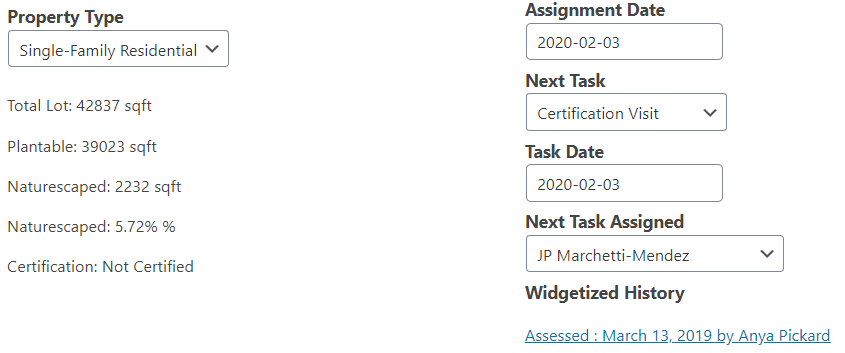 Property Type
Single-Family Residential
Total Lot: 42837 sqft
Plantable: 39023 sqft
Naturescaped: 2232 sqft
Naturescaped: 5.72% %
Certification: Not Certified
Assignment Date
2020-02-03
Next Task
Certification Visit
Task Date
2020-02-03
Next Task Assigned
JP Marchetti-Mendez
Widgetized History
Assessed : March 13, 2019 by Anya Pickard